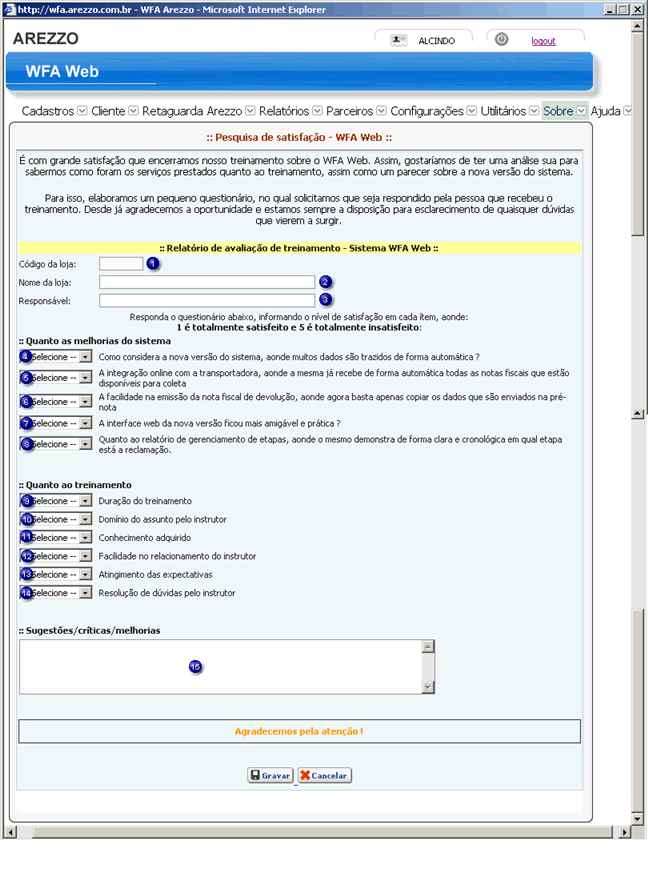 http://wfa.arezzo.com.br - WFA Arezzo - Microsoft Internet Explorer
AREZZO
ALCINDO
logout
WFA Web
Cadastros Cliente Retaguarda Arezzo Relatórios Parceiros Configurações Utilitários Sobre Ajuda
:: Pesquisa de satisfação - WFA Web ::
É com grande satisfação que encerramos nosso treinamento sobre o WFA Web. Assim, gostaríamos de ter uma análise sua para
sabermos como foram os serviços prestados quanto ao treinamento, assim como um parecer sobre a nova versão do sistema.
Para isso, elaboramos um pequeno questionário, no qual solicitamos que seja respondido pela pessoa que recebeu o
treinamento. Desde já agradecemos a oportunidade e estamos sempre a disposição para esclarecimento de quaisquer dúvidas
que vierem a surgir.
:: Relatório de avaliação de treinamento - Sistema WFA Web ::
Código da loja: 1
Nome da loja: 2
Responsável: 3
Responda o questionário abaixo, informando o nível de satisfação em cada ítem, aonde:
1 é totalmente satisfeito e 5 é totalmente insatisfeito:
:: Quanto as melhorias do sistema
4 Selecione -- Como considera a nova versão do sistema, aonde muitos dados são trazidos de forma automática ?
5 Selecione -- A integração online com a transportadora, aonde a mesma já recebe de forma automática todas as notas fiscais que estão
disponíveis para coleta
6 Selecione -- A facilidade na emissão da nota fiscal de devolução, aonde agora basta apenas copiar os dados que são enviados na pré-
nota
7 Selecione -- A interface web da nova versão ficou mais amigável e prática ?
8 Selecione -- Quanto ao relatório de gerenciamento de etapas, aonde o mesmo demonstra de forma clara e cronológica em qual etapa
está a reclamação.
:: Quanto ao treinamento
9 Selecione -- Duração do treinamento
10 Selecione -- Domínio do assunto pelo instrutor
11 Selecione -- Conhecimento adquirido
12 Selecione -- Facilidade no relacionamento do instrutor
13 Selecione -- Atingimento das expectativas
14 Selecione -- Resolução de dúvidas pelo instrutor
:: Sugestões/críticas/melhorias
15
Agradecemos pela atenção !
Gravar Cancelar